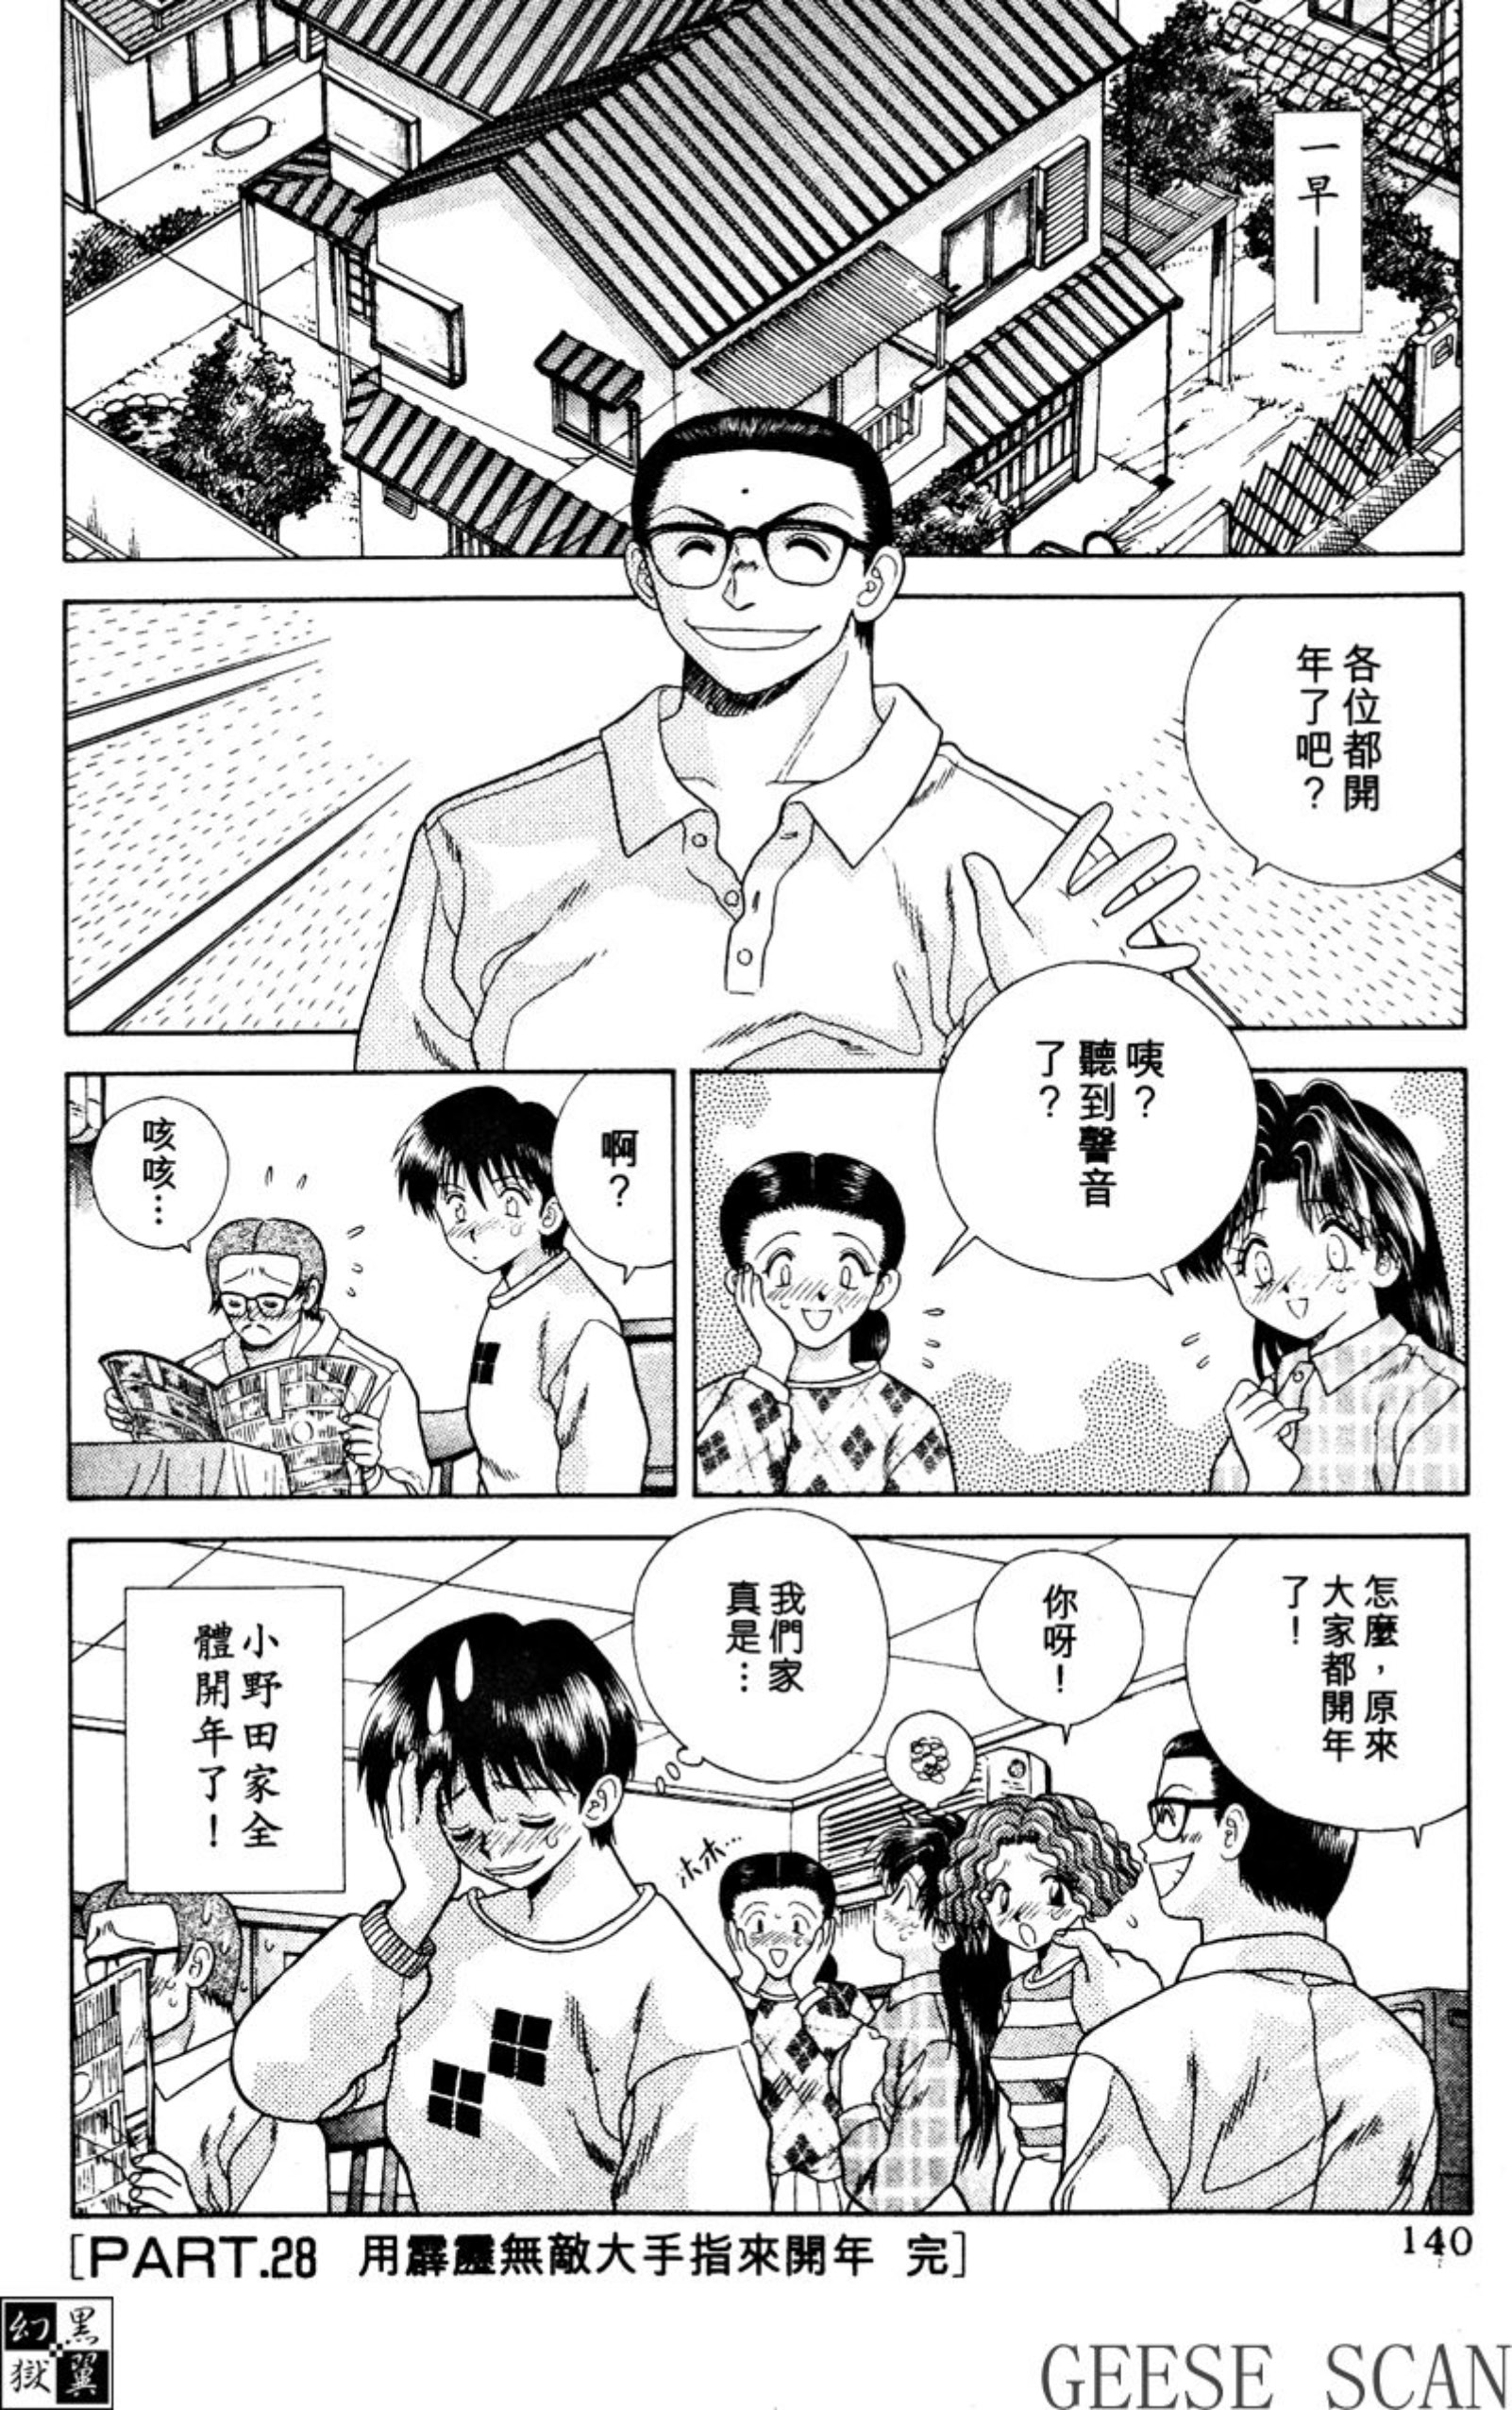 一早——
各位都開
年了吧？
咦？
聽到聲音
了？
啊？
咳咳…
怎麼，原來
大家都開年
了！
你呀！
我們家
真是…
ホホ…
小野田家全
體開年了！
[PART.28 用霹靂無敵大手指來開年 完]
140
幻黑
獄翼
GEESE SCAN